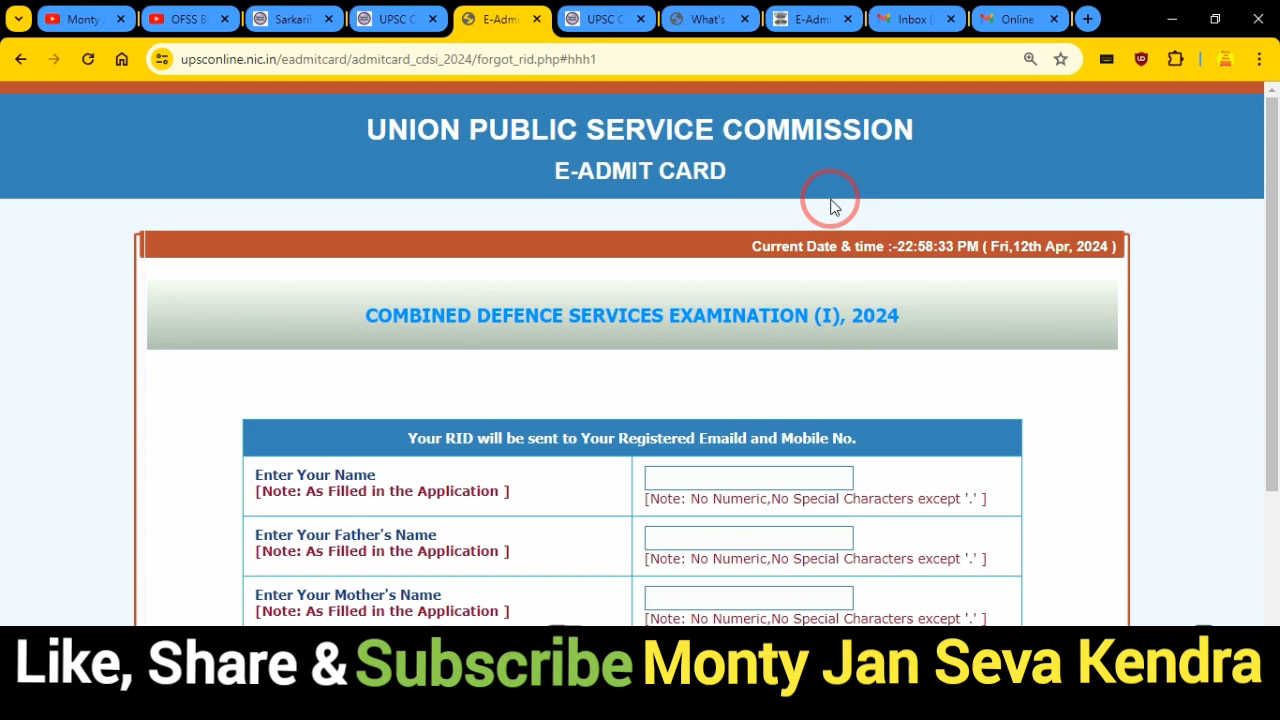 Monty
OFSS B
Sarkari
UPSC C
E-Admi
UPSC C
What's
E-Admi
Inbox (
Online
upsconline.nic.in/eadmitcard/admitcard_cdsi_2024/forgot_rid.php#hhh1
UNION PUBLIC SERVICE COMMISSION
E-ADMIT CARD
Current Date & time :-22:58:33 PM ( Fri,12th Apr, 2024 )
COMBINED DEFENCE SERVICES EXAMINATION (I), 2024
Your RID will be sent to Your Registered Emaild and Mobile No.
Enter Your Name
[Note: As Filled in the Application ]
[Note: No Numeric,No Special Characters except '.' ]
Enter Your Father's Name
[Note: As Filled in the Application ]
[Note: No Numeric,No Special Characters except '.' ]
Enter Your Mother's Name
[Note: As Filled in the Application ]
[Note: No Numeric,No Special Characters except '.' ]
Like, Share & Subscribe Monty Jan Seva Kendra